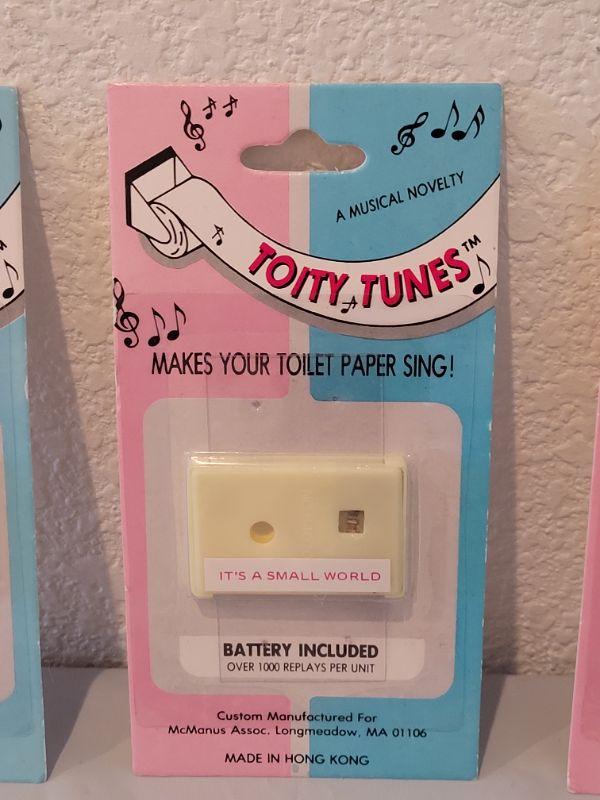 A MUSICAL NOVELTY
TOITY TUNES™
MAKES YOUR TOILET PAPER SING!
IT'S A SMALL WORLD
BATTERY INCLUDED
OVER 1000 REPLAYS PER UNIT
Custom Manufactured For
McManus Assoc. Longmeadow, MA 01106
MADE IN HONG KONG